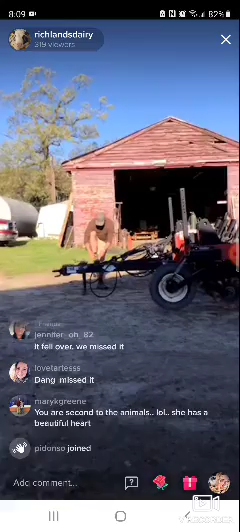 8:09
82%
richlandsdairy
319 viewers
jennifer_oh_82
It fell over, we missed it
lovetartesss
Dang missed it
marykgreene
You are second to the animals.. lol.. she has a
beautiful heart
pidonso joined
Add comment...